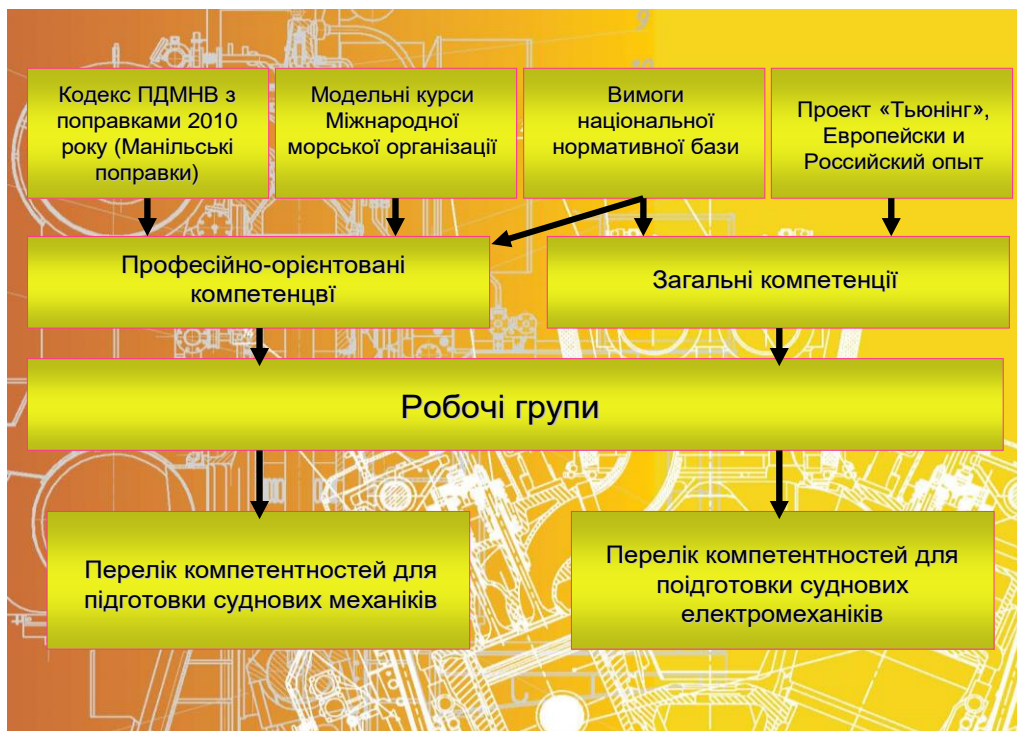 Кодекс ПДМНВ з
поправками 2010
року (Манільські
поправки)
Модельні курси
Міжнародної
морської організації
Вимоги
національної
нормативної бази
Проект «Тьюнінг»,
Европейски и
Российский опыт
Професійно-орієнтовані
компетенцвї
Загальні компетенції
Робочі групи
Перелік компетентностей для
підготовки суднових механіків
Перелік компетентностей для
поідготовки суднових
електромеханіків